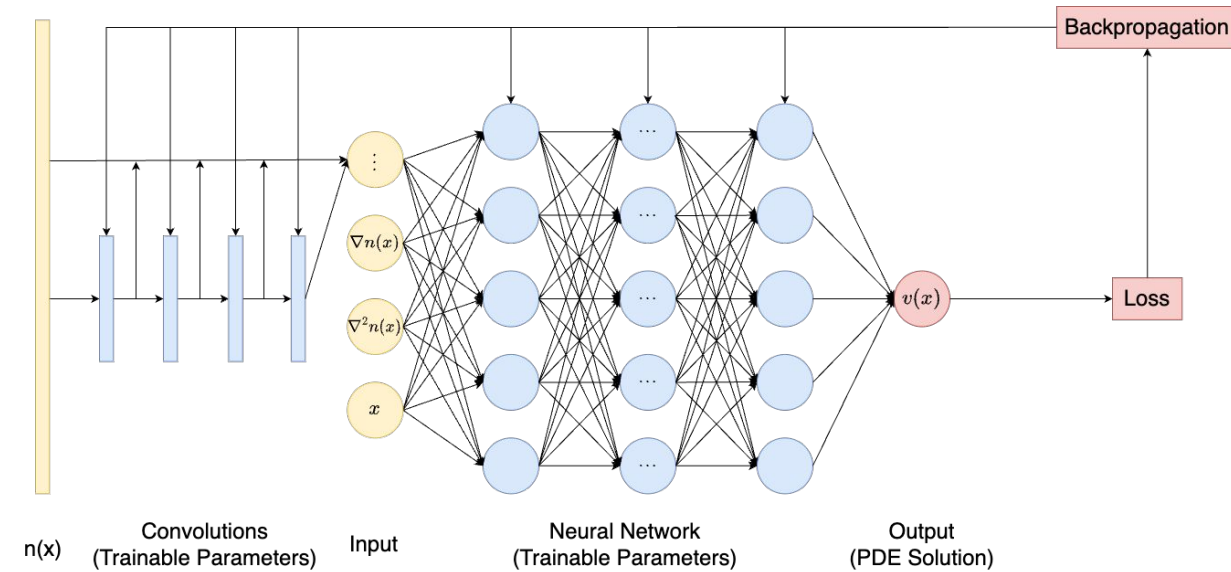 Backpropagation
⋮
...
∇n(x)
...
∇²n(x)
...
v(x)
Loss
x
...
...
n(x)
Convolutions
(Trainable Parameters)
Input
Neural Network
(Trainable Parameters)
Output
(PDE Solution)